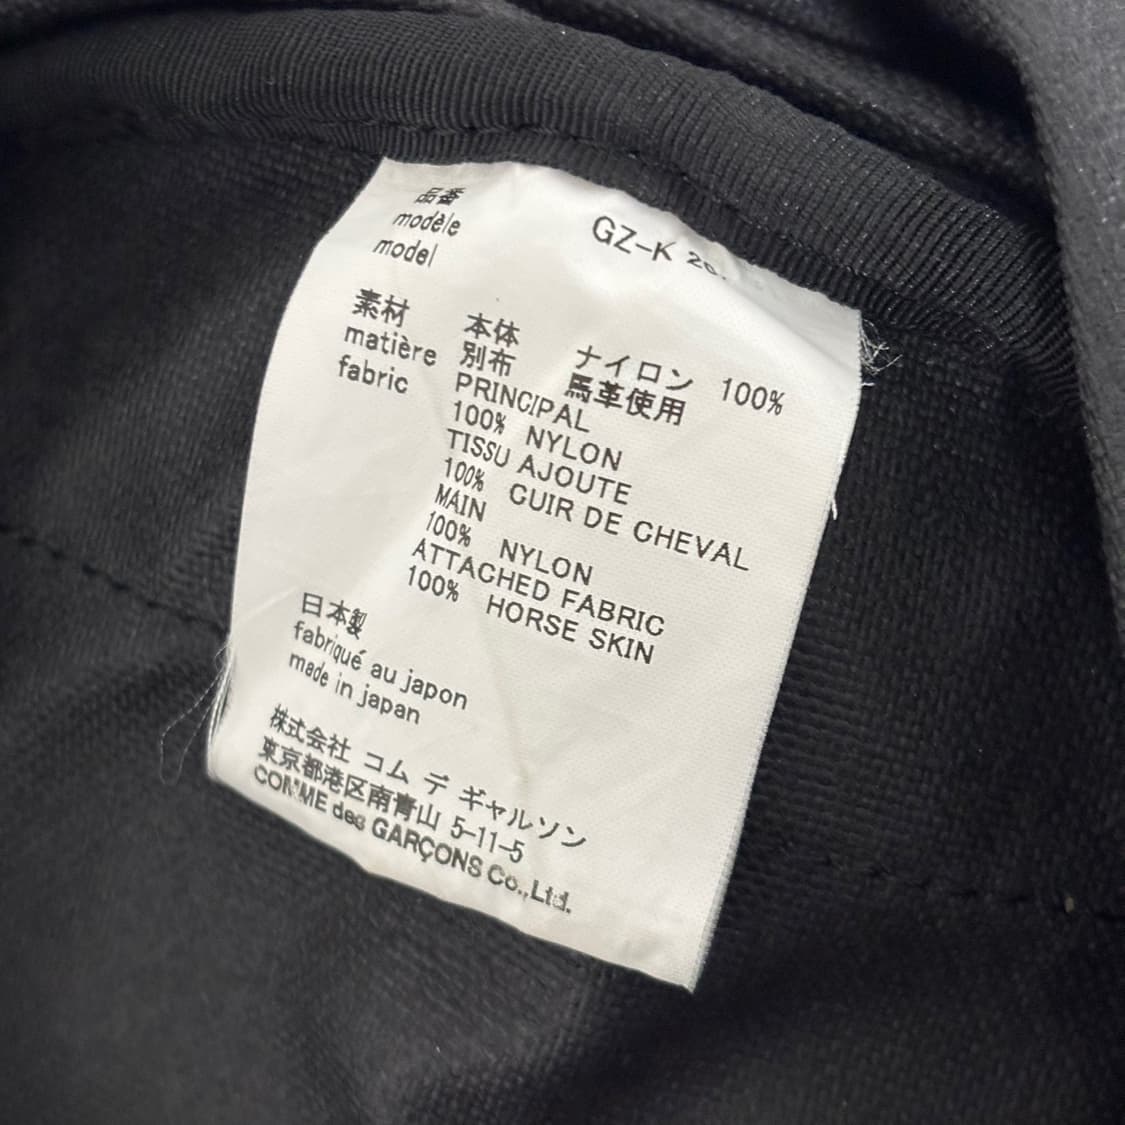 品番
modèle
model
GZ-K
素材
matière
fabric
本体 ナイロン 100%
別布 馬革使用
PRINCIPAL
100% NYLON
TISSU AJOUTE
100% CUIR DE CHEVAL
MAIN
100% NYLON
ATTACHED FABRIC
100% HORSE SKIN
日本製
fabriqué au japon
made in japan
株式会社 コム デ ギャルソン
東京都港区南青山 5-11-5
COMME des GARÇONS Co.,Ltd.